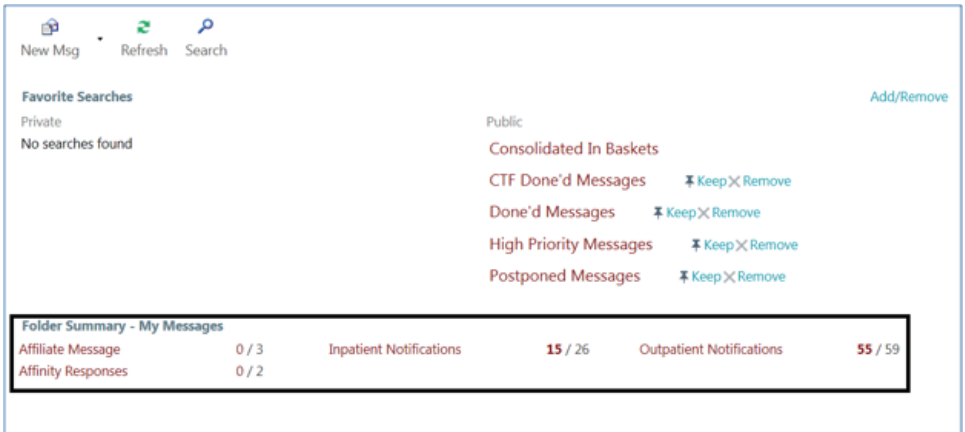 New Msg Refresh Search
Favorite Searches Add/Remove
Private Public
No searches found
Consolidated In Baskets
CTF Done'd Messages Keep Remove
Done'd Messages Keep Remove
High Priority Messages Keep Remove
Postponed Messages Keep Remove
Folder Summary - My Messages
Affiliate Message 0 / 3 Inpatient Notifications 15 / 26 Outpatient Notifications 55 / 59
Affinity Responses 0 / 2